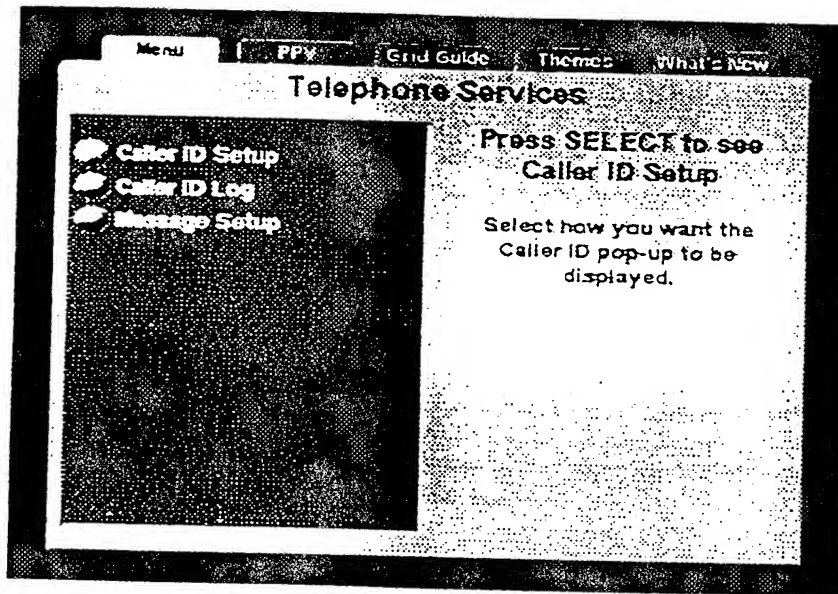 Menu PPV Grid Guide Themes What's New
Telephone Services
Caller ID Setup
Caller ID Log
Message Setup
Press SELECT to see
Caller ID Setup
Select how you want the
Caller ID pop-up to be
displayed.